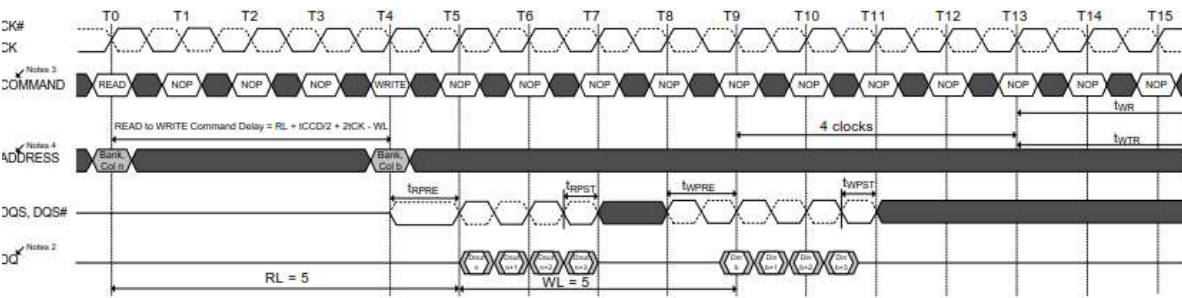 T0 T1 T2 T3 T4 T5 T6 T7 T8 T9 T10 T11 T12 T13 T14 T15
CK#
CK
Notes 3
COMMAND READ NOP NOP NOP WRITE NOP NOP NOP NOP NOP NOP NOP NOP NOP NOP NOP
tWR
READ to WRITE Command Delay = RL + tCCD/2 + 2tCK - WL
4 clocks
Notes 4
tWTR
ADDRESS Bank, Col n Bank, Col b
tRPRE tRPST tWPRE tWPST
DQS, DQS#
Notes 2
DQ Dout n Dout n+1 Dout n+2 Dout n+3 Din b Din b+1 Din b+2 Din b+3
RL = 5 WL = 5